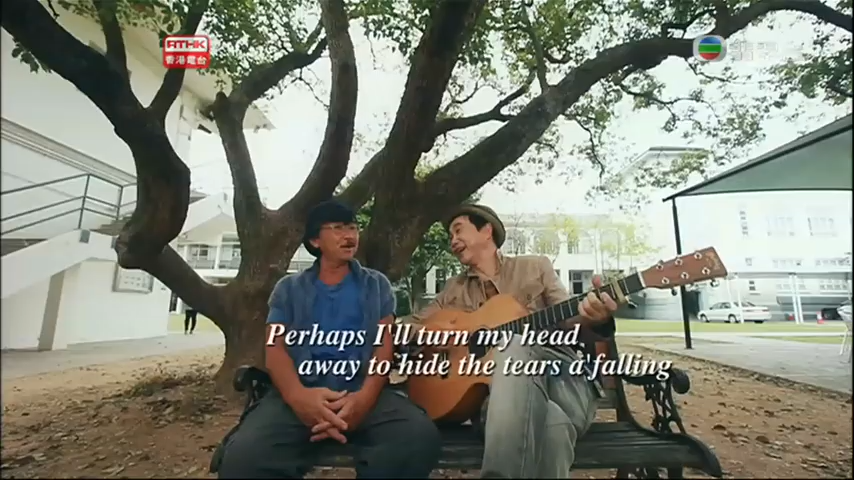 RTHK
香港電台
Perhaps I'll turn my head
away to hide the tears a'falling